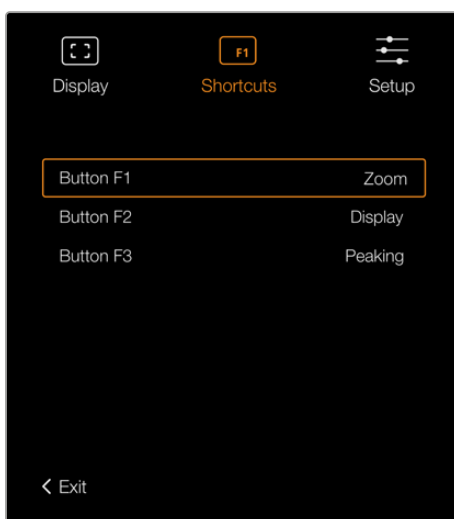 F1
Display Shortcuts Setup
Button F1 Zoom
Button F2 Display
Button F3 Peaking
Exit